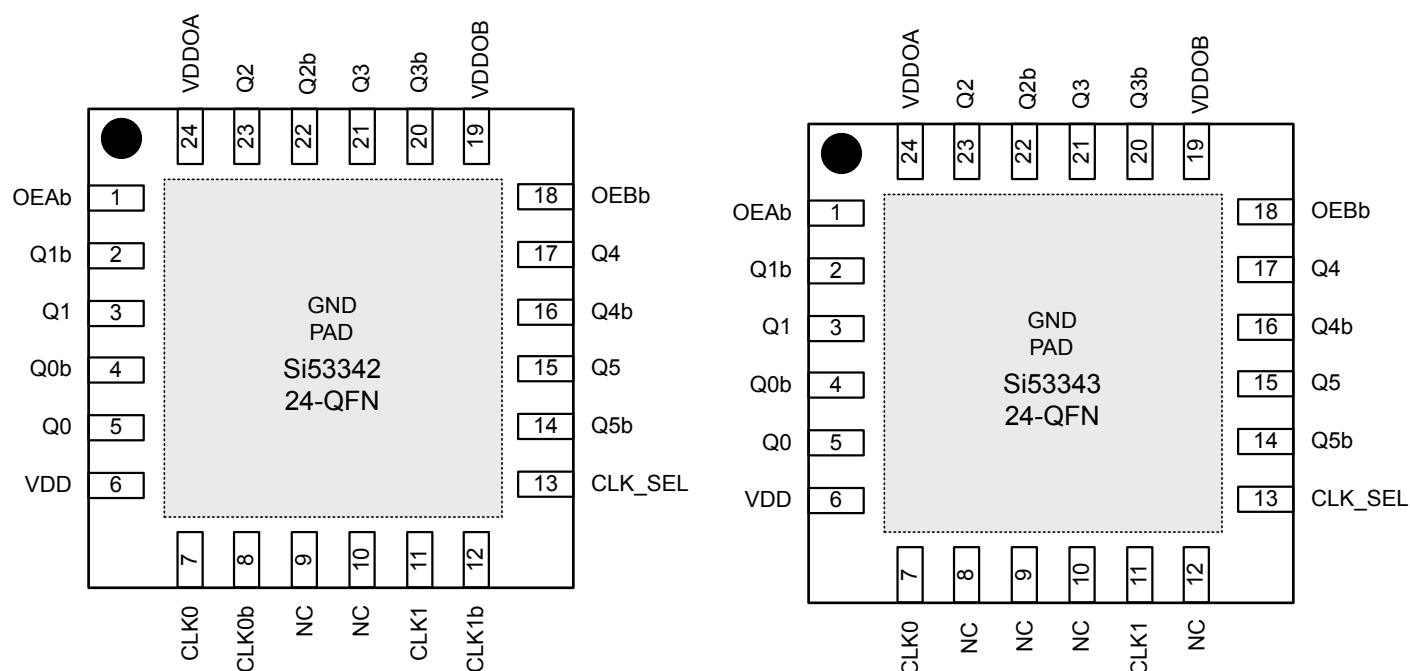 VDDOA
Q2
Q2b
Q3
Q3b
VDDOB
24
23
22
21
20
19
OEAb 1
Q1b 2
Q1 3
Q0b 4
Q0 5
VDD 6
GND
PAD
Si53342
24-QFN
18 OEBb
17 Q4
16 Q4b
15 Q5
14 Q5b
13 CLK_SEL
7
8
9
10
11
12
CLK0
CLK0b
NC
NC
CLK1
CLK1b
VDDOA
Q2
Q2b
Q3
Q3b
VDDOB
24
23
22
21
20
19
OEAb 1
Q1b 2
Q1 3
Q0b 4
Q0 5
VDD 6
GND
PAD
Si53343
24-QFN
18 OEBb
17 Q4
16 Q4b
15 Q5
14 Q5b
13 CLK_SEL
7
8
9
10
11
12
CLK0
NC
NC
NC
CLK1
NC